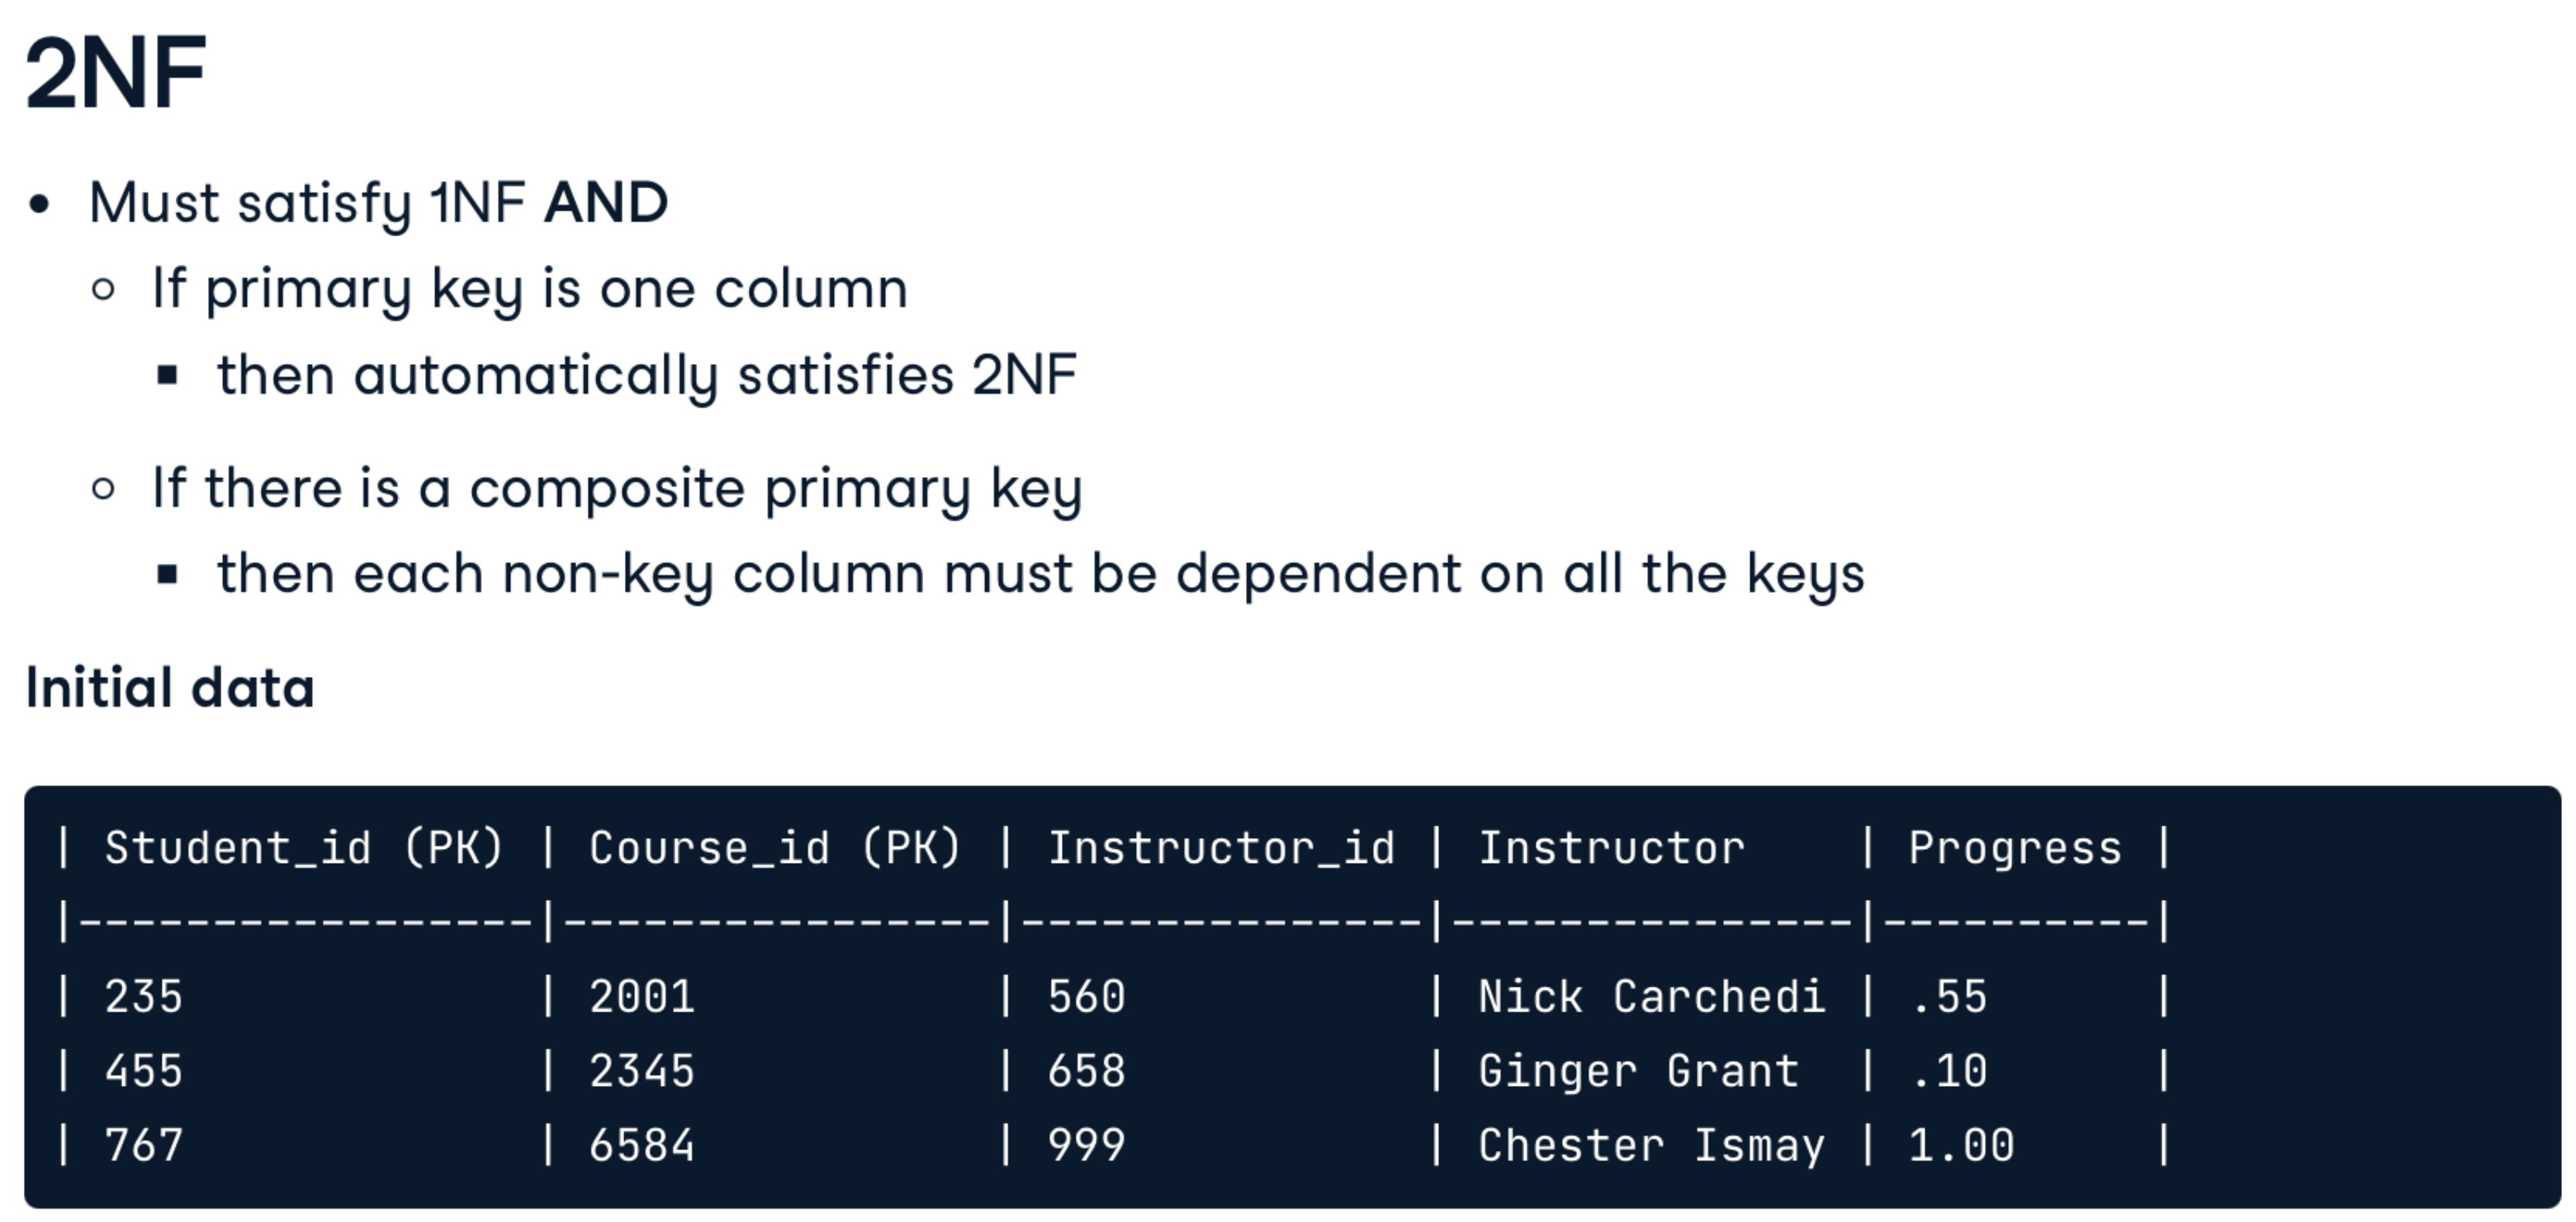 2NF
• Must satisfy 1NF AND
○ If primary key is one column
▪ then automatically satisfies 2NF
○ If there is a composite primary key
▪ then each non-key column must be dependent on all the keys
Initial data
| Student_id (PK) | Course_id (PK) | Instructor_id | Instructor    | Progress |
|-----------------|----------------|---------------|---------------|----------|
| 235             | 2001           | 560           | Nick Carchedi | .55      |
| 455             | 2345           | 658           | Ginger Grant  | .10      |
| 767             | 6584           | 999           | Chester Ismay | 1.00     |